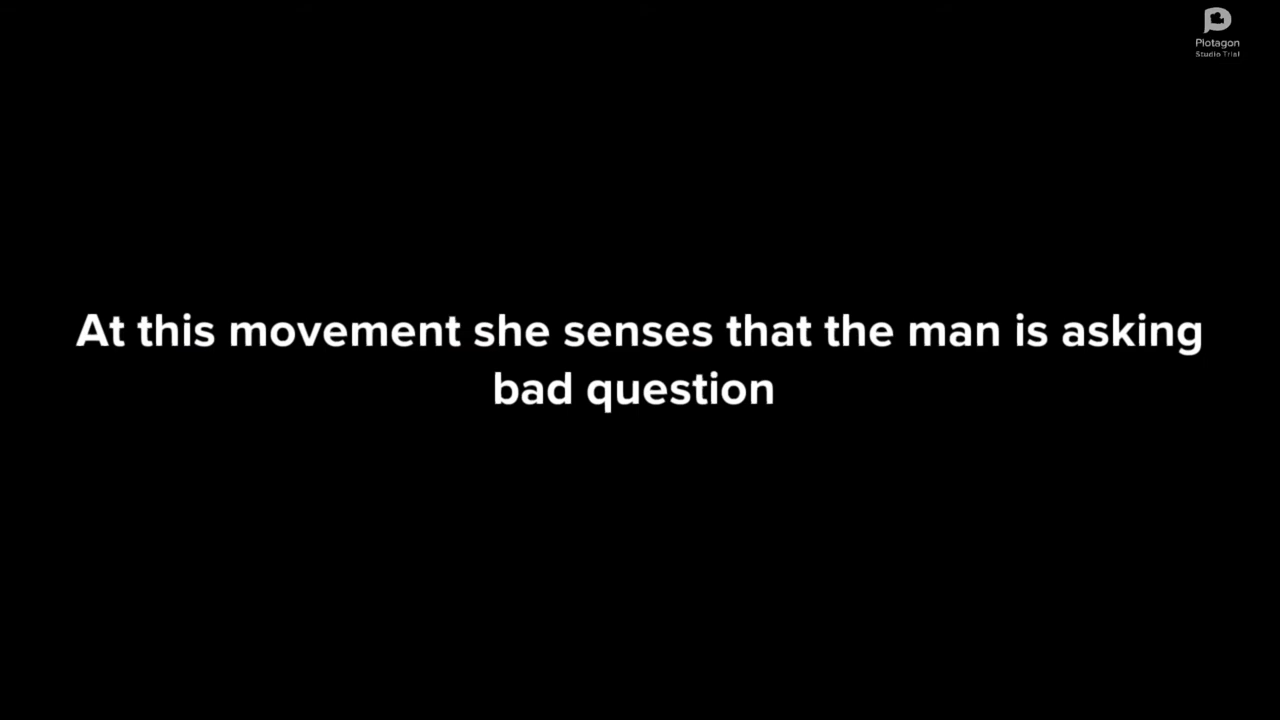 Plotagon
Studio Trial
At this movement she senses that the man is asking
bad question